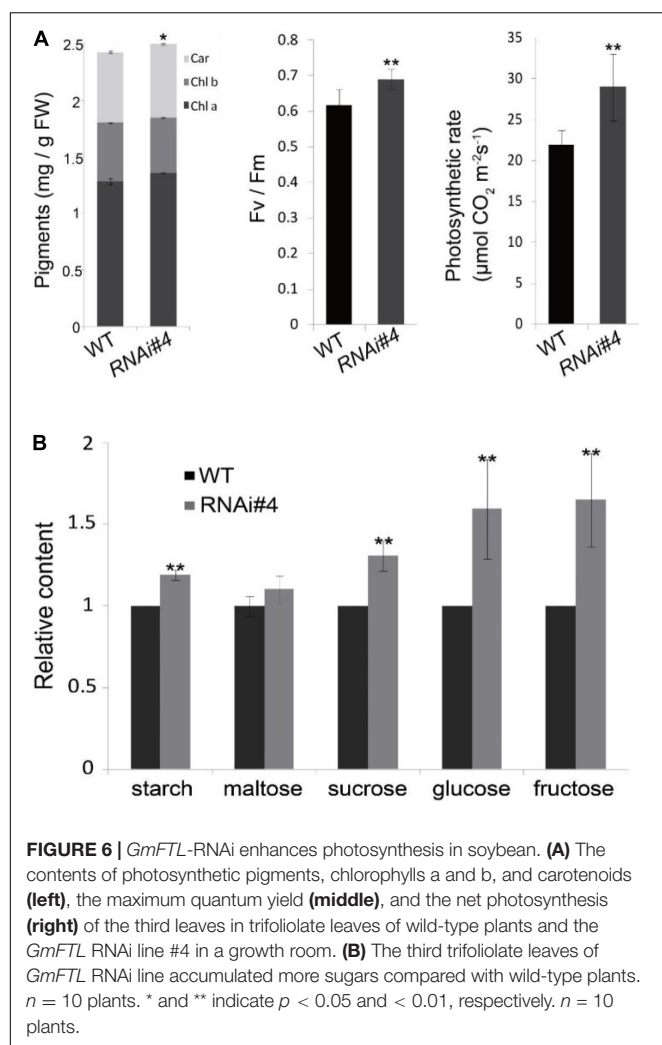 A
2.5
2
1.5
1
0.5
0
Pigments (mg / g FW)
*
Car
Chl b
Chl a
WT
RNAi#4
0.8
0.7
0.6
0.5
0.4
0.3
0.2
0.1
0
Fv / Fm
**
WT
RNAi#4
35
30
25
20
15
10
5
0
Photosynthetic rate
(µmol CO₂ m⁻²s⁻¹)
**
WT
RNAi#4
B
2
1.5
1
0.5
0
Relative content
WT
RNAi#4
**
**
**
**
starch maltose sucrose glucose fructose
FIGURE 6 | GmFTL-RNAi enhances photosynthesis in soybean. (A) The
contents of photosynthetic pigments, chlorophylls a and b, and carotenoids
(left), the maximum quantum yield (middle), and the net photosynthesis
(right) of the third leaves in trifoliolate leaves of wild-type plants and the
GmFTL RNAi line #4 in a growth room. (B) The third trifoliolate leaves of
GmFTL RNAi line accumulated more sugars compared with wild-type plants.
n = 10 plants. * and ** indicate p < 0.05 and < 0.01, respectively. n = 10
plants.